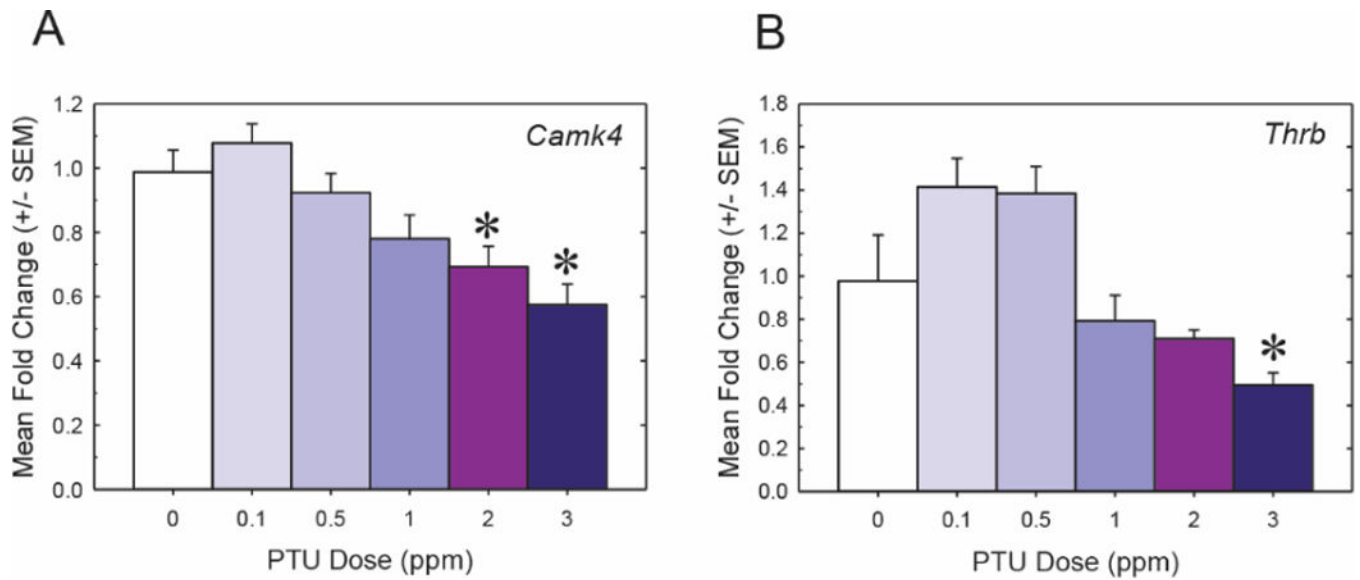 A
Mean Fold Change (+/- SEM)
1.2
1.0
0.8
0.6
0.4
0.2
0.0
Camk4
*
*
0 0.1 0.5 1 2 3
PTU Dose (ppm)
B
Mean Fold Change (+/- SEM)
1.8
1.6
1.4
1.2
1.0
0.8
0.6
0.4
0.2
0.0
Thrb
*
0 0.1 0.5 1 2 3
PTU Dose (ppm)